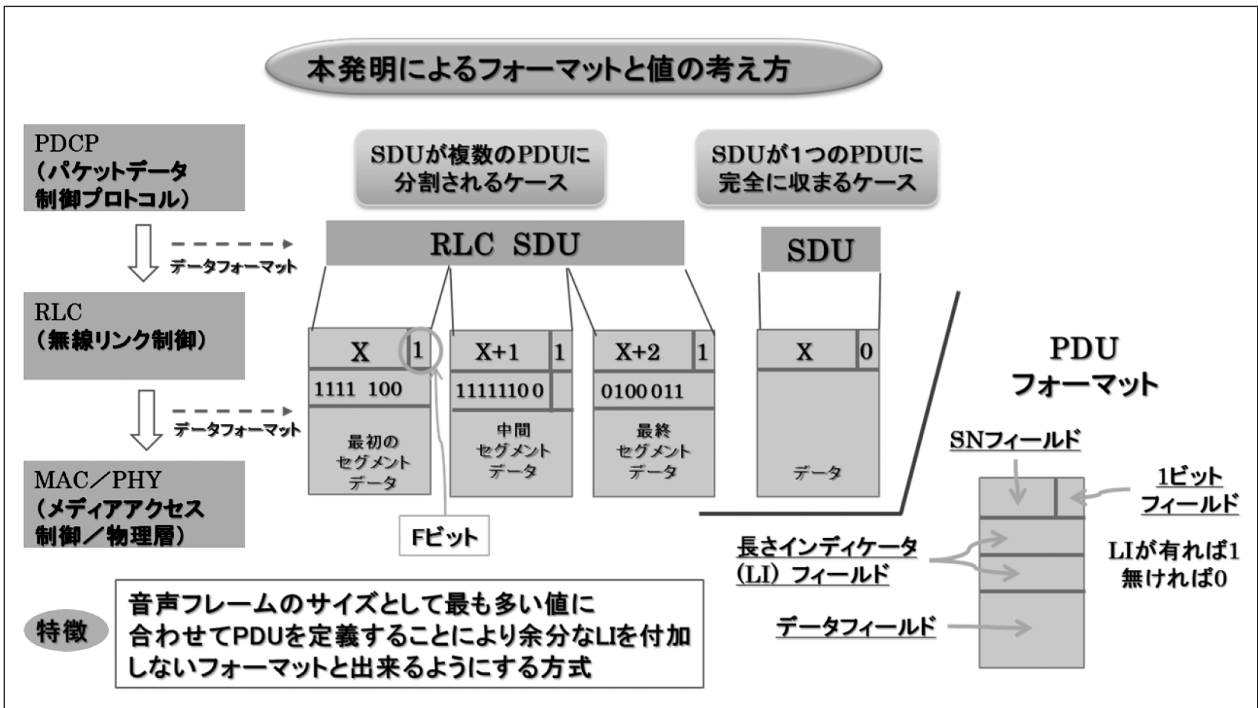 本発明によるフォーマットと値の考え方
PDCP
(パケットデータ
制御プロトコル)
データフォーマット
RLC
(無線リンク制御)
データフォーマット
MAC/PHY
(メディアアクセス
制御/物理層)
SDUが複数のPDUに
分割されるケース
RLC SDU
X 1
1111 100
最初の
セグメント
データ
X+1 1
11111100
中間
セグメント
データ
X+2 1
0100011
最終
セグメント
データ
Fビット
SDUが1つのPDUに
完全に収まるケース
SDU
X 0
データ
PDU
フォーマット
SNフィールド
1ビット
フィールド
LIが有れば1
無ければ0
長さインディケータ
(LI) フィールド
データフィールド
特徴
音声フレームのサイズとして最も多い値に
合わせてPDUを定義することにより余分なLIを付加
しないフォーマットと出来るようにする方式